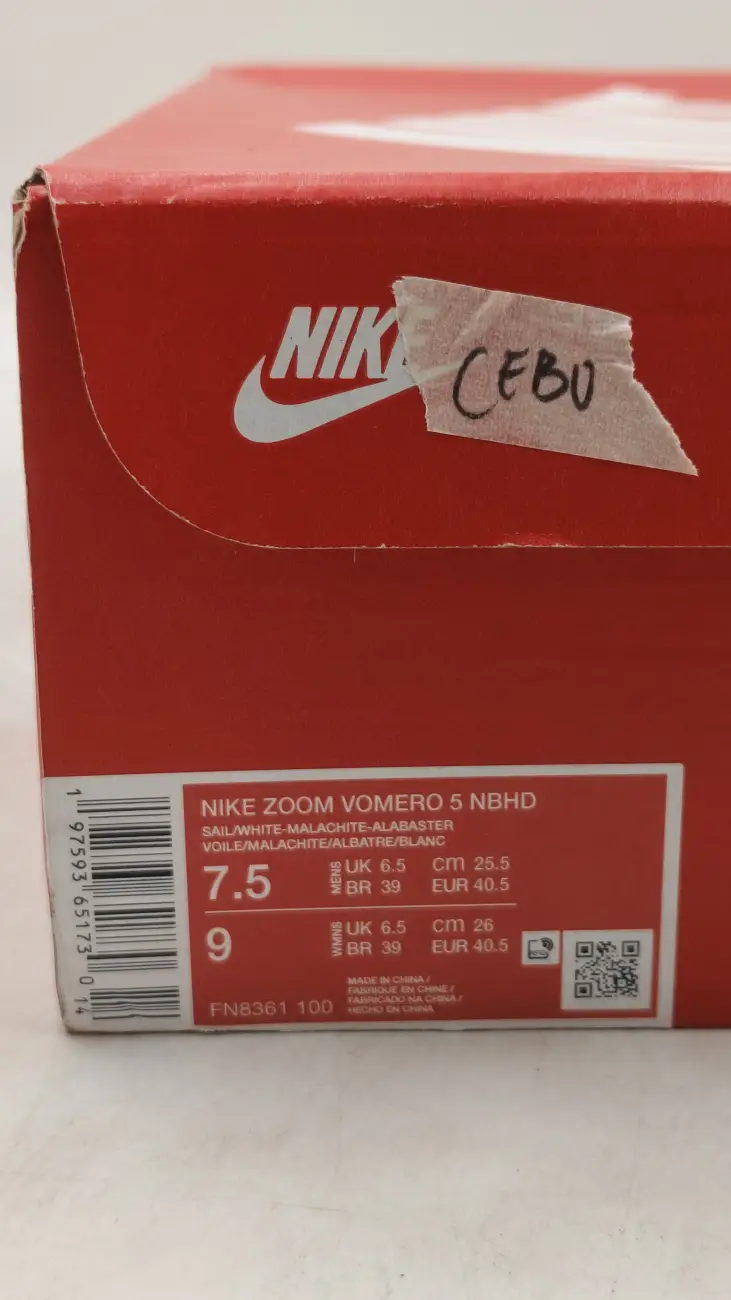 NIKE
CEBU
NIKE ZOOM VOMERO 5 NBHD
SAIL/WHITE-MALACHITE-ALABASTER
VOILE/MALACHITE/ALBATRE/BLANC
7.5 MENS UK 6.5 cm 25.5
BR 39 EUR 40.5
9 WMNS UK 6.5 cm 26
BR 39 EUR 40.5
MADE IN CHINA /
FABRIQUE EN CHINE /
FABRICADO NA CHINA /
HECHO EN CHINA
FN8361 100
1 97593 65173 0 14